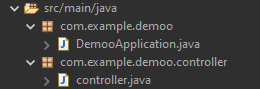 src/main/java
com.example.demoo
DemooApplication.java
com.example.demoo.controller
controller.java